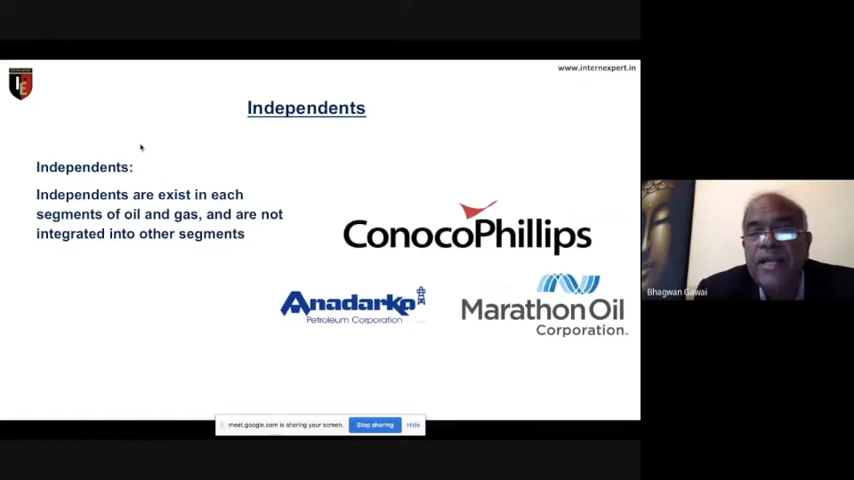 www.internexpert.in
IE
Independents
Independents:
Independents are exist in each
segments of oil and gas, and are not
integrated into other segments
ConocoPhillips
Anadarko
Petroleum Corporation
Marathon Oil
Corporation
Bhagwan Gawai
meet.google.com is sharing your screen.
Stop sharing
Hide